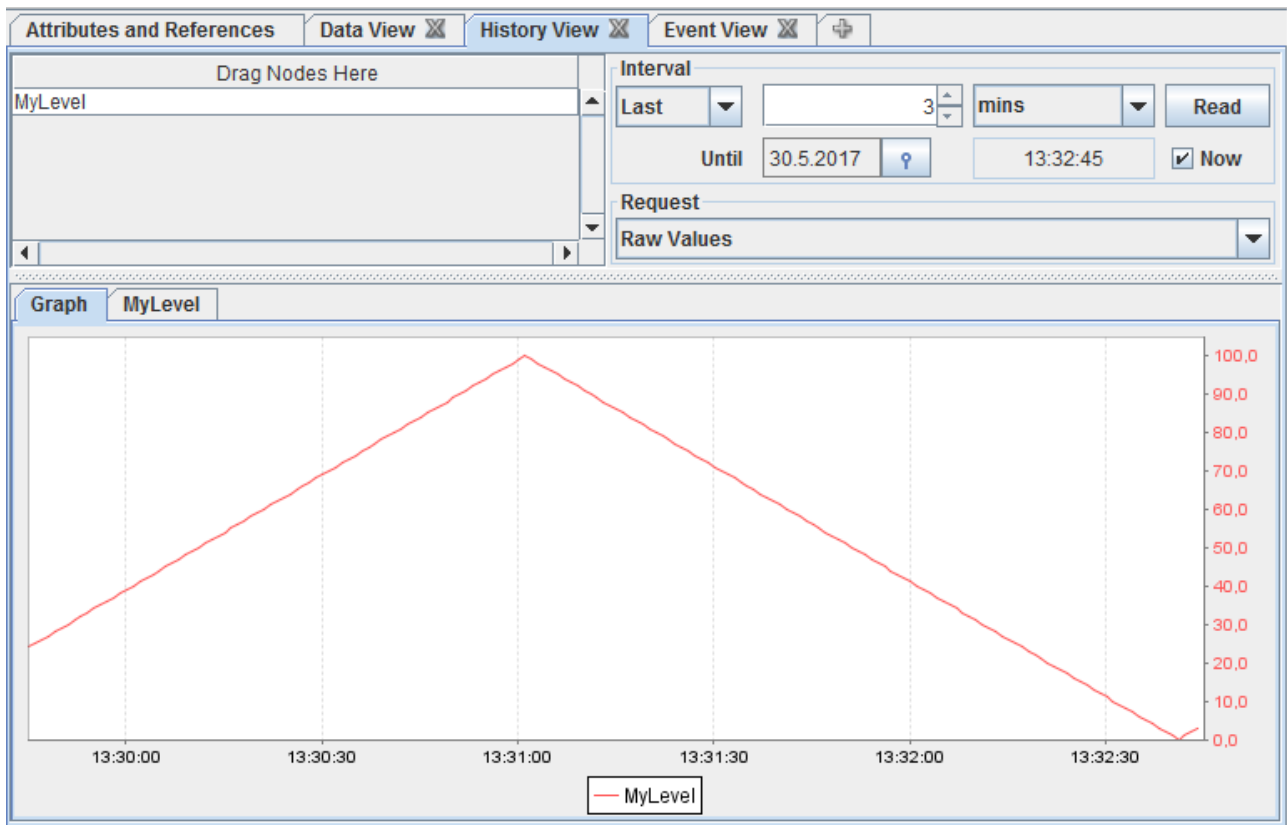 Attributes and References Data View History View Event View
Drag Nodes Here
MyLevel
Interval
Last 3 mins Read
Until 30.5.2017 13:32:45 Now
Request
Raw Values
Graph MyLevel
100,0
90,0
80,0
70,0
60,0
50,0
40,0
30,0
20,0
10,0
0,0
13:30:00 13:30:30 13:31:00 13:31:30 13:32:00 13:32:30
MyLevel